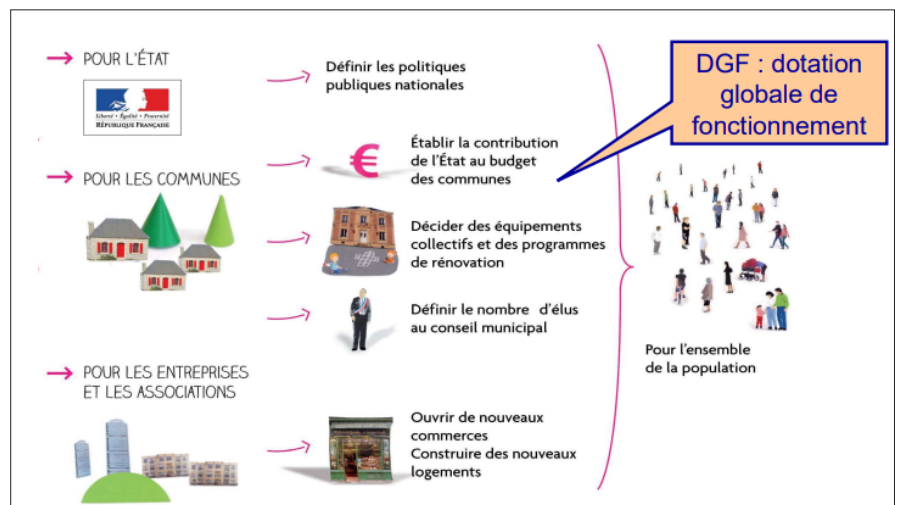 POUR L'ÉTAT
Liberté • Égalité • Fraternité
RÉPUBLIQUE FRANÇAISE
Définir les politiques
publiques nationales
DGF : dotation
globale de
fonctionnement
POUR LES COMMUNES
€
Établir la contribution
de l'État au budget
des communes
Décider des équipements
collectifs et des programmes
de rénovation
Définir le nombre d'élus
au conseil municipal
Pour l'ensemble
de la population
POUR LES ENTREPRISES
ET LES ASSOCIATIONS
Ouvrir de nouveaux
commerces
Construire des nouveaux
logements